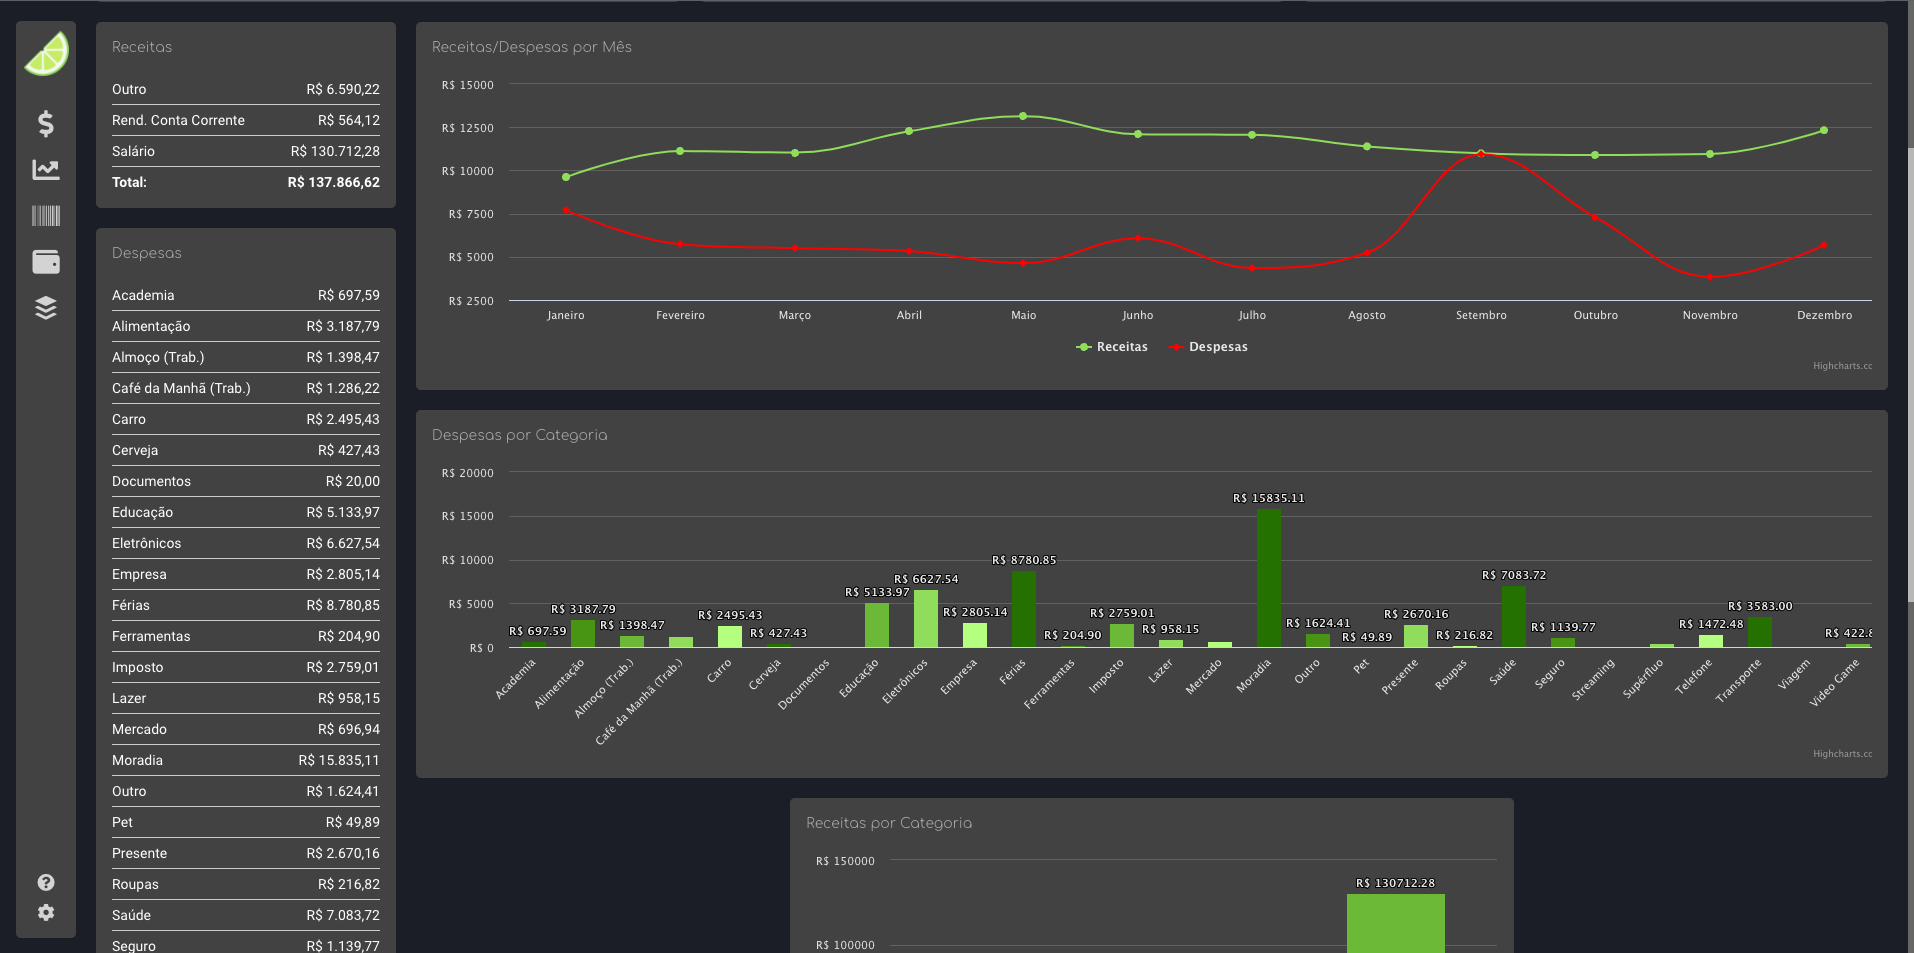 Receitas
Outro R$ 6.590,22
Rend. Conta Corrente R$ 564,12
Salário R$ 130.712,28
Total: R$ 137.866,62
Despesas
Academia R$ 697,59
Alimentação R$ 3.187,79
Almoço (Trab.) R$ 1.398,47
Café da Manhã (Trab.) R$ 1.286,22
Carro R$ 2.495,43
Cerveja R$ 427,43
Documentos R$ 20,00
Educação R$ 5.133,97
Eletrônicos R$ 6.627,54
Empresa R$ 2.805,14
Férias R$ 8.780,85
Ferramentas R$ 204,90
Imposto R$ 2.759,01
Lazer R$ 958,15
Mercado R$ 696,94
Moradia R$ 15.835,11
Outro R$ 1.624,41
Pet R$ 49,89
Presente R$ 2.670,16
Roupas R$ 216,82
Saúde R$ 7.083,72
Seguro R$ 1.139,77
Receitas/Despesas por Mês
R$ 15000
R$ 12500
R$ 10000
R$ 7500
R$ 5000
R$ 2500
Janeiro Fevereiro Março Abril Maio Junho Julho Agosto Setembro Outubro Novembro Dezembro
Receitas Despesas
Highcharts.cc
Despesas por Categoria
R$ 20000
R$ 15000
R$ 10000
R$ 5000
R$ 0
R$ 697.59
R$ 3187.79
R$ 1398.47
R$ 2495.43
R$ 427.43
R$ 5133.97
R$ 6627.54
R$ 2805.14
R$ 8780.85
R$ 204.90
R$ 2759.01
R$ 958.15
R$ 15835.11
R$ 1624.41
R$ 49.89
R$ 2670.16
R$ 216.82
R$ 7083.72
R$ 1139.77
R$ 1472.48
R$ 3583.00
R$ 422.8
Academia
Alimentação
Almoço (Trab.)
Café da Manhã (Trab.)
Carro
Cerveja
Documentos
Educação
Eletrônicos
Empresa
Férias
Ferramentas
Imposto
Lazer
Mercado
Moradia
Outro
Pet
Presente
Roupas
Saúde
Seguro
Streaming
Supérfluo
Telefone
Transporte
Viagem
Video Game
Highcharts.cc
Receitas por Categoria
R$ 150000
R$ 130712.28
R$ 100000